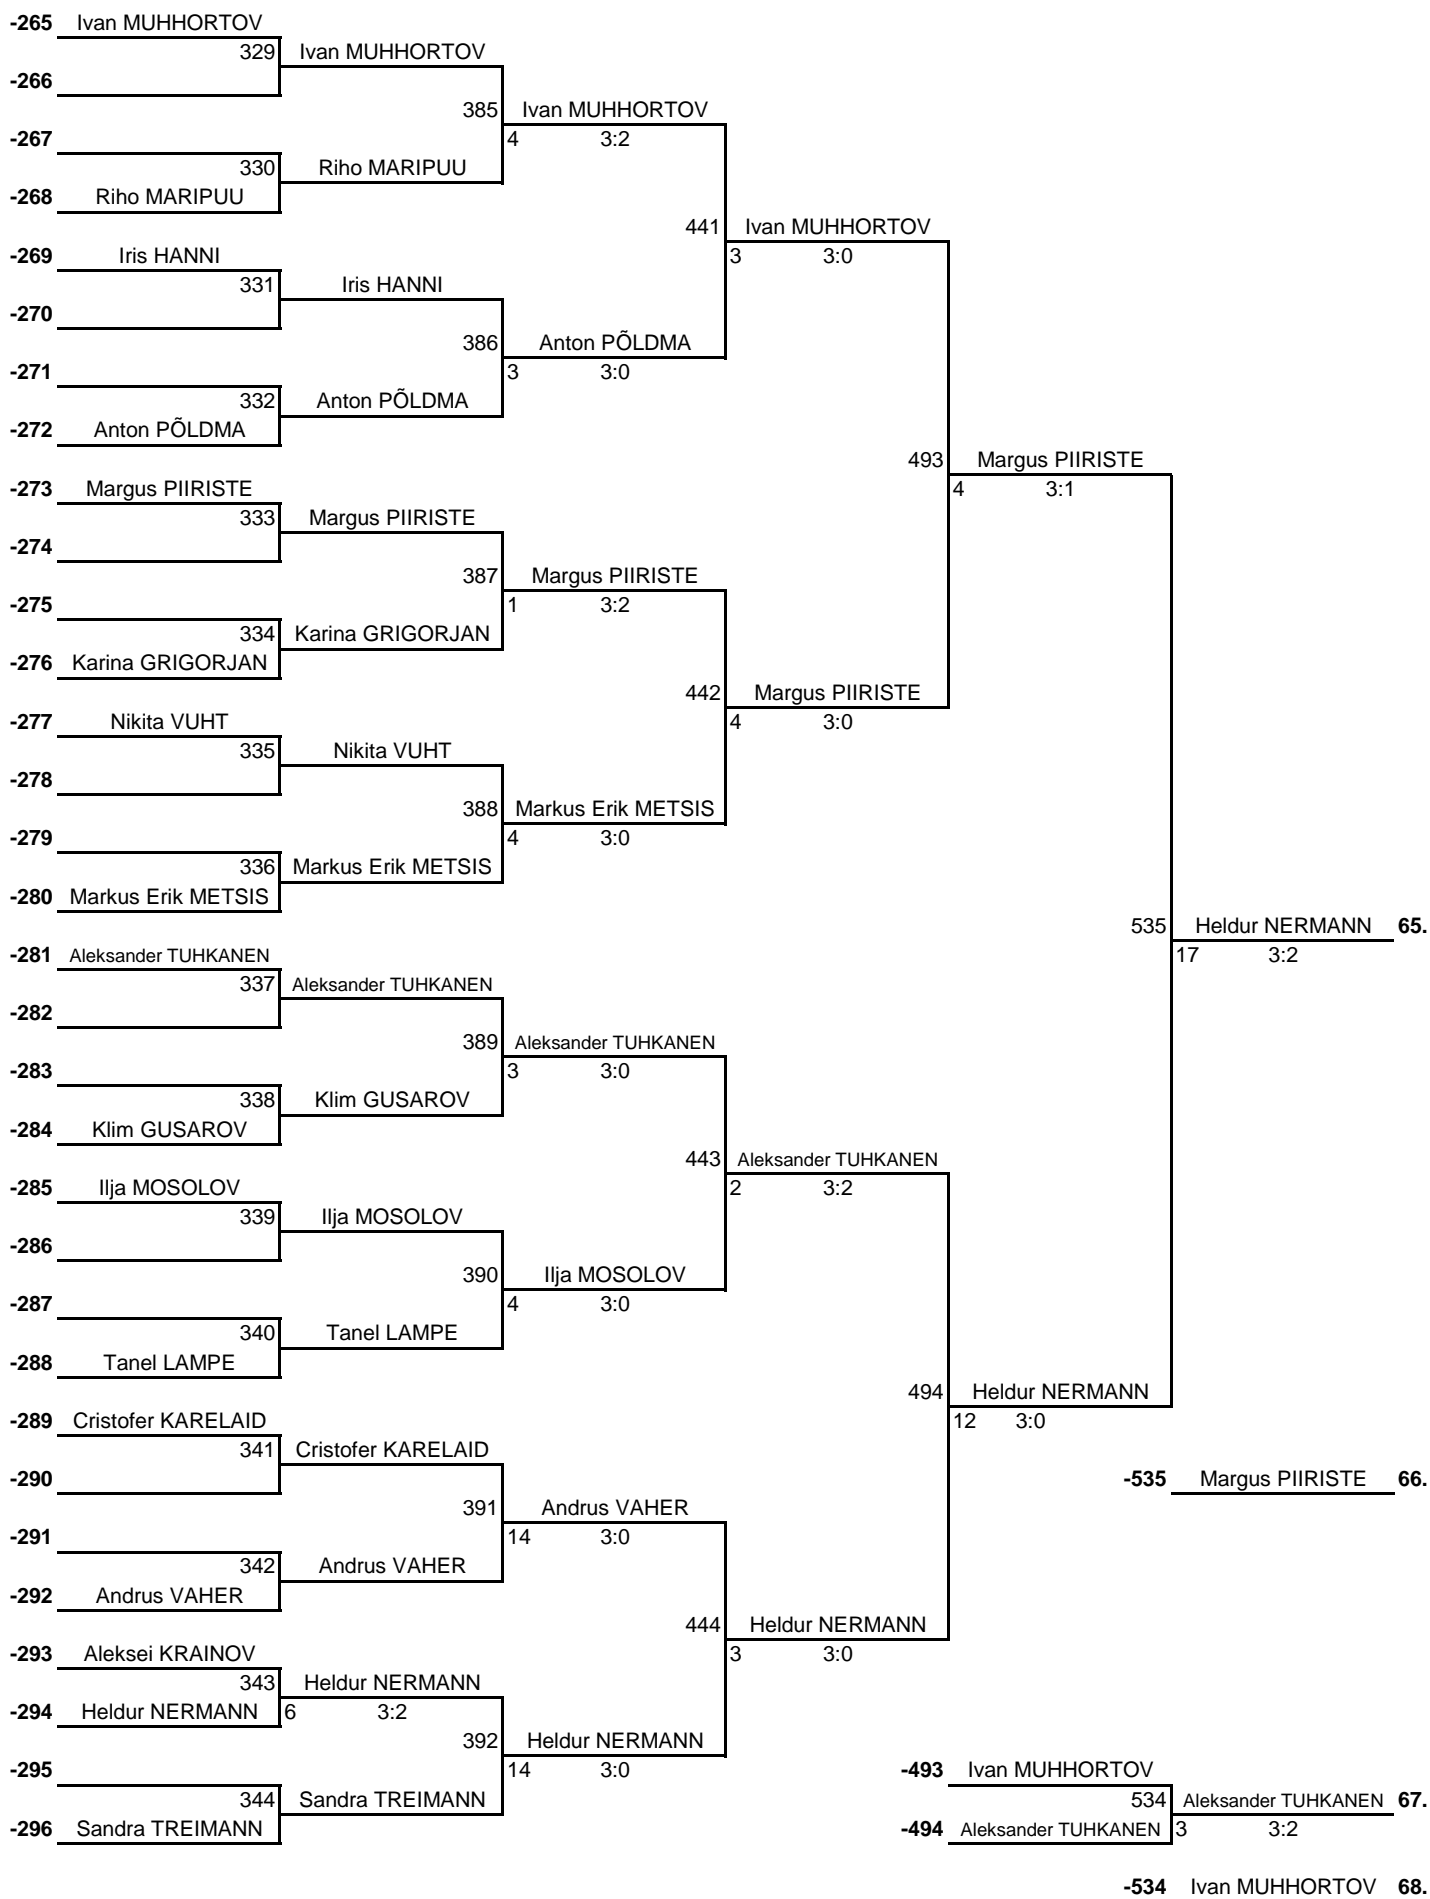 -265 Ivan MUHHORTOV
329 Ivan MUHHORTOV
-266
385 Ivan MUHHORTOV
-267 4 3:2
330 Riho MARIPUU
-268 Riho MARIPUU
441 Ivan MUHHORTOV
-269 Iris HANNI 3 3:0
331 Iris HANNI
-270
386 Anton PÕLDMA
-271 3 3:0
332 Anton PÕLDMA
-272 Anton PÕLDMA
493 Margus PIIRISTE
-273 Margus PIIRISTE 4 3:1
333 Margus PIIRISTE
-274
387 Margus PIIRISTE
-275 1 3:2
334 Karina GRIGORJAN
-276 Karina GRIGORJAN
442 Margus PIIRISTE
-277 Nikita VUHT 4 3:0
335 Nikita VUHT
-278
388 Markus Erik METSIS
-279 4 3:0
336 Markus Erik METSIS
-280 Markus Erik METSIS
535 Heldur NERMANN 65.
-281 Aleksander TUHKANEN 17 3:2
337 Aleksander TUHKANEN
-282
389 Aleksander TUHKANEN
-283 3 3:0
338 Klim GUSAROV
-284 Klim GUSAROV
443 Aleksander TUHKANEN
-285 Ilja MOSOLOV 2 3:2
339 Ilja MOSOLOV
-286
390 Ilja MOSOLOV
-287 4 3:0
340 Tanel LAMPE
-288 Tanel LAMPE
494 Heldur NERMANN
-289 Cristofer KARELAID 12 3:0
341 Cristofer KARELAID
-290 -535 Margus PIIRISTE 66.
391 Andrus VAHER
-291 14 3:0
342 Andrus VAHER
-292 Andrus VAHER
444 Heldur NERMANN
-293 Aleksei KRAINOV 3 3:0
343 Heldur NERMANN
-294 Heldur NERMANN 6 3:2
392 Heldur NERMANN
-295 14 3:0 -493 Ivan MUHHORTOV
344 Sandra TREIMANN 534 Aleksander TUHKANEN 67.
-296 Sandra TREIMANN -494 Aleksander TUHKANEN 3 3:2
-534 Ivan MUHHORTOV 68.